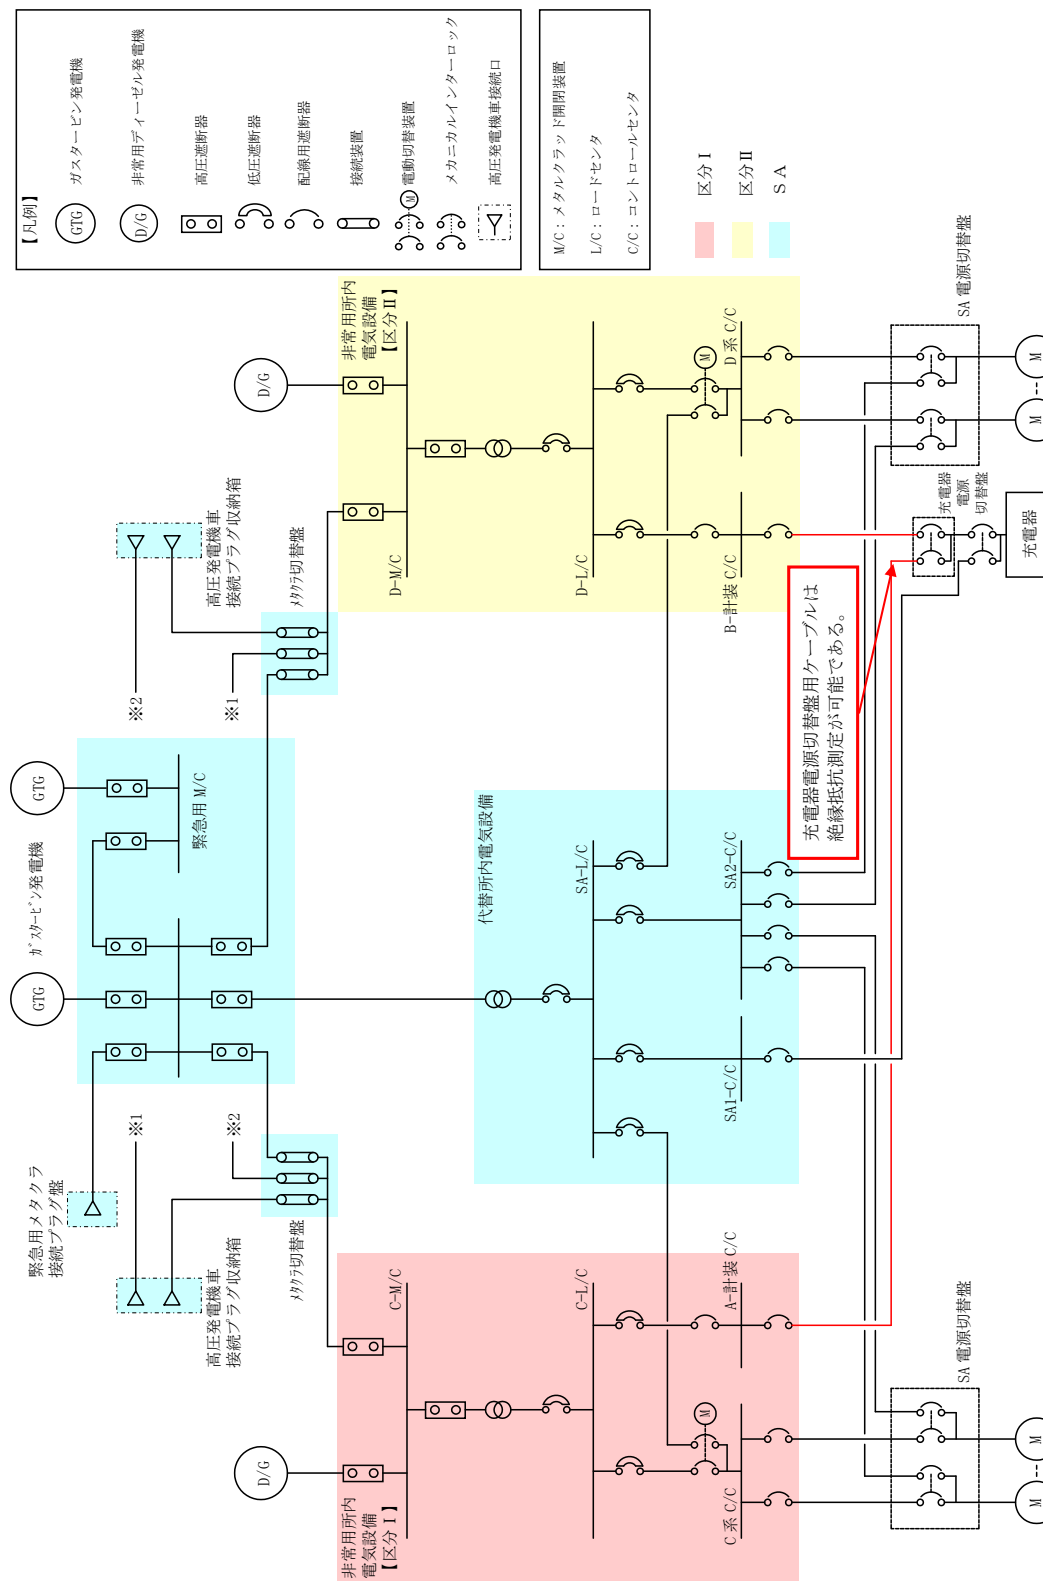 【凡例】
GTG
ガスタービン発電機
D/G
非常用ディーゼル発電機
高圧遮断器
低圧遮断器
配線用遮断器
接続装置
M
電動切替装置
メカニカルインターロック
高圧発電機車接続口
M/C：メタルクラッド開閉装置
L/C：ロードセンタ
C/C：コントロールセンタ
区分Ⅰ
区分Ⅱ
ＳＡ
緊急用メタクラ
接続プラグ盤
GTG
ｶﾞｽﾀｰﾋﾞﾝ発電機
GTG
緊急用 M/C
※1
※2
高圧発電機車
接続プラグ収納箱
ﾒﾀｸﾗ切替盤
※2
※1
高圧発電機車
接続プラグ収納箱
ﾒﾀｸﾗ切替盤
D/G
D/G
非常用所内
電気設備
【区分Ⅰ】
C-M/C
C-L/C
M
C 系 C/C
A-計装 C/C
代替所内電気設備
SA-L/C
SA1-C/C
SA2-C/C
非常用所内
電気設備
【区分Ⅱ】
D-M/C
D-L/C
M
B-計装 C/C
D 系 C/C
充電器電源切替盤用ケーブルは
絶縁抵抗測定が可能である。
SA 電源切替盤
M
M
充電器
電源
切替盤
充電器
SA 電源切替盤
M
M